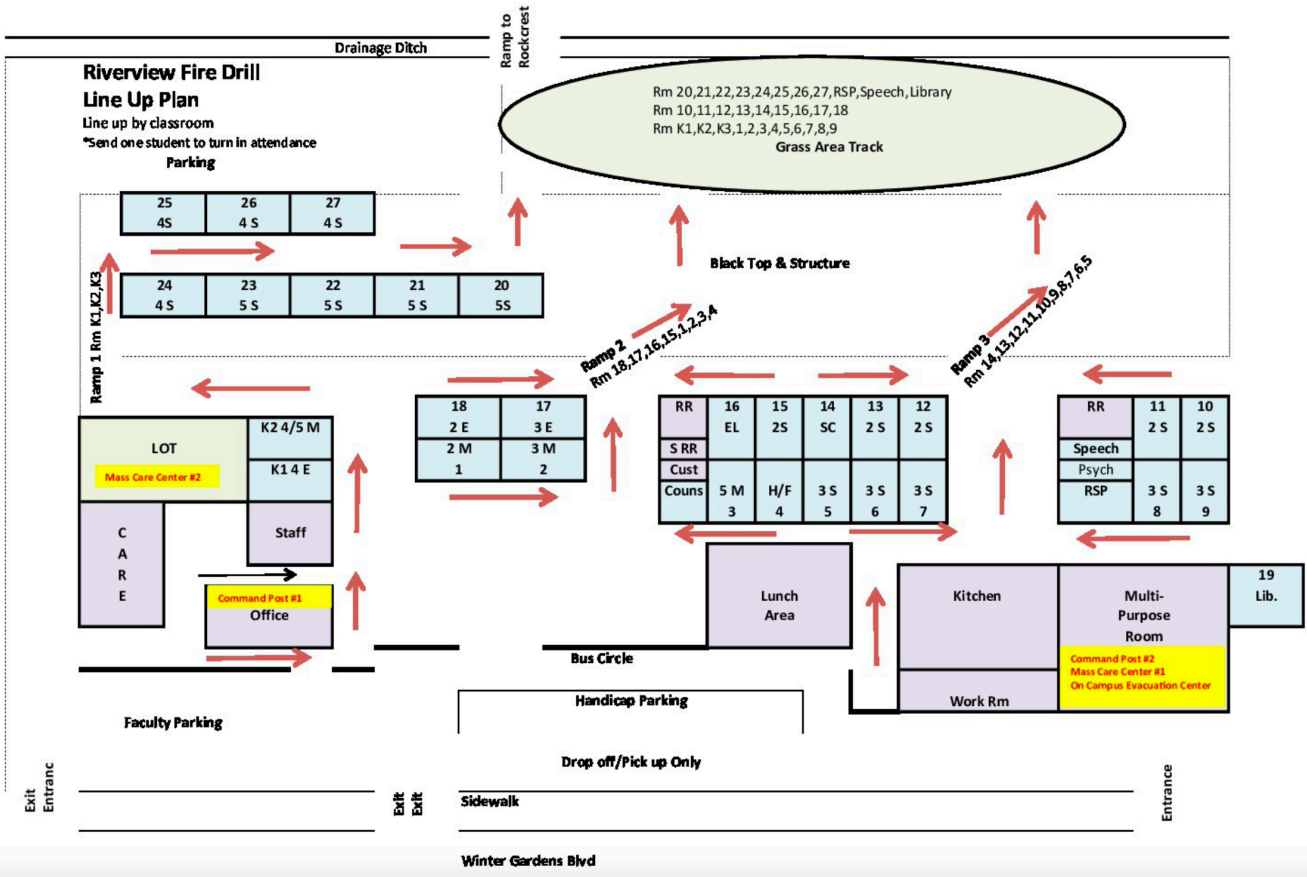 Drainage Ditch
Ramp to
Rockcrest
Riverview Fire Drill
Line Up Plan
Line up by classroom
*Send one student to turn in attendance
Parking
Rm 20,21,22,23,24,25,26,27,RSP,Speech,Library
Rm 10,11,12,13,14,15,16,17,18
Rm K1,K2,K3,1,2,3,4,5,6,7,8,9
Grass Area Track
25 26 27
4S 4 S 4 S
Black Top & Structure
24 23 22 21 20
4 S 5 S 5 S 5 S 5S
Ramp 1 Rm K1,K2,K3
Ramp 2
Rm 18,17,16,15,1,2,3,4
Ramp 3
Rm 14,13,12,11,10,9,8,7,6,5
LOT
Mass Care Center #2
K2 4/5 M
K1 4 E
18 17
2 E 3 E
2 M 3 M
1 2
RR 16 15 14 13 12
EL 2S SC 2 S 2 S
S RR
Cust
Couns 5 M H/F 3 S 3 S 3 S
3 4 5 6 7
RR 11 10
2 S 2 S
Speech
Psych
RSP 3 S 3 S
8 9
C
A
R
E
Staff
Command Post #1
Office
Lunch
Area
Kitchen
Multi-
Purpose
Room
Command Post #2
Mass Care Center #1
On Campus Evacuation Center
19
Lib.
Work Rm
Bus Circle
Handicap Parking
Faculty Parking
Drop off/Pick up Only
Exit
Entranc
Exit
Exit
Sidewalk
Entrance
Winter Gardens Blvd